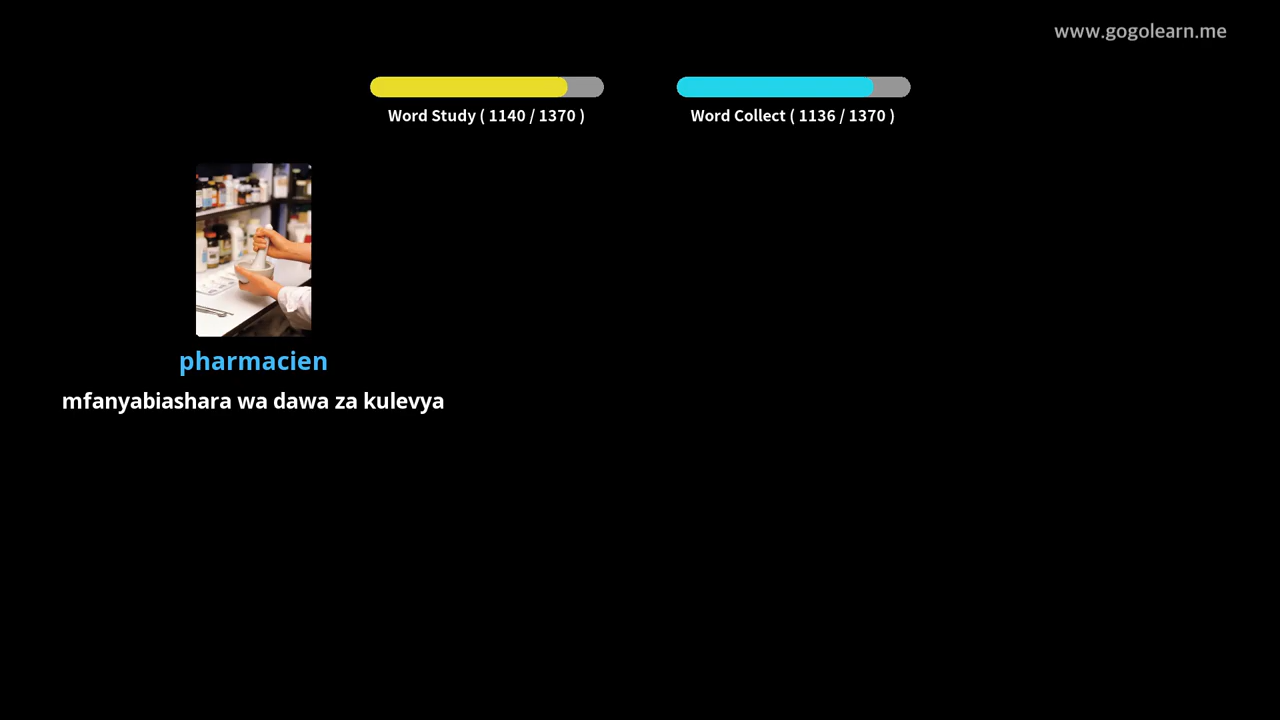 www.gogolearn.me
Word Study ( 1140 / 1370 )
Word Collect ( 1136 / 1370 )
pharmacien
mfanyabiashara wa dawa za kulevya